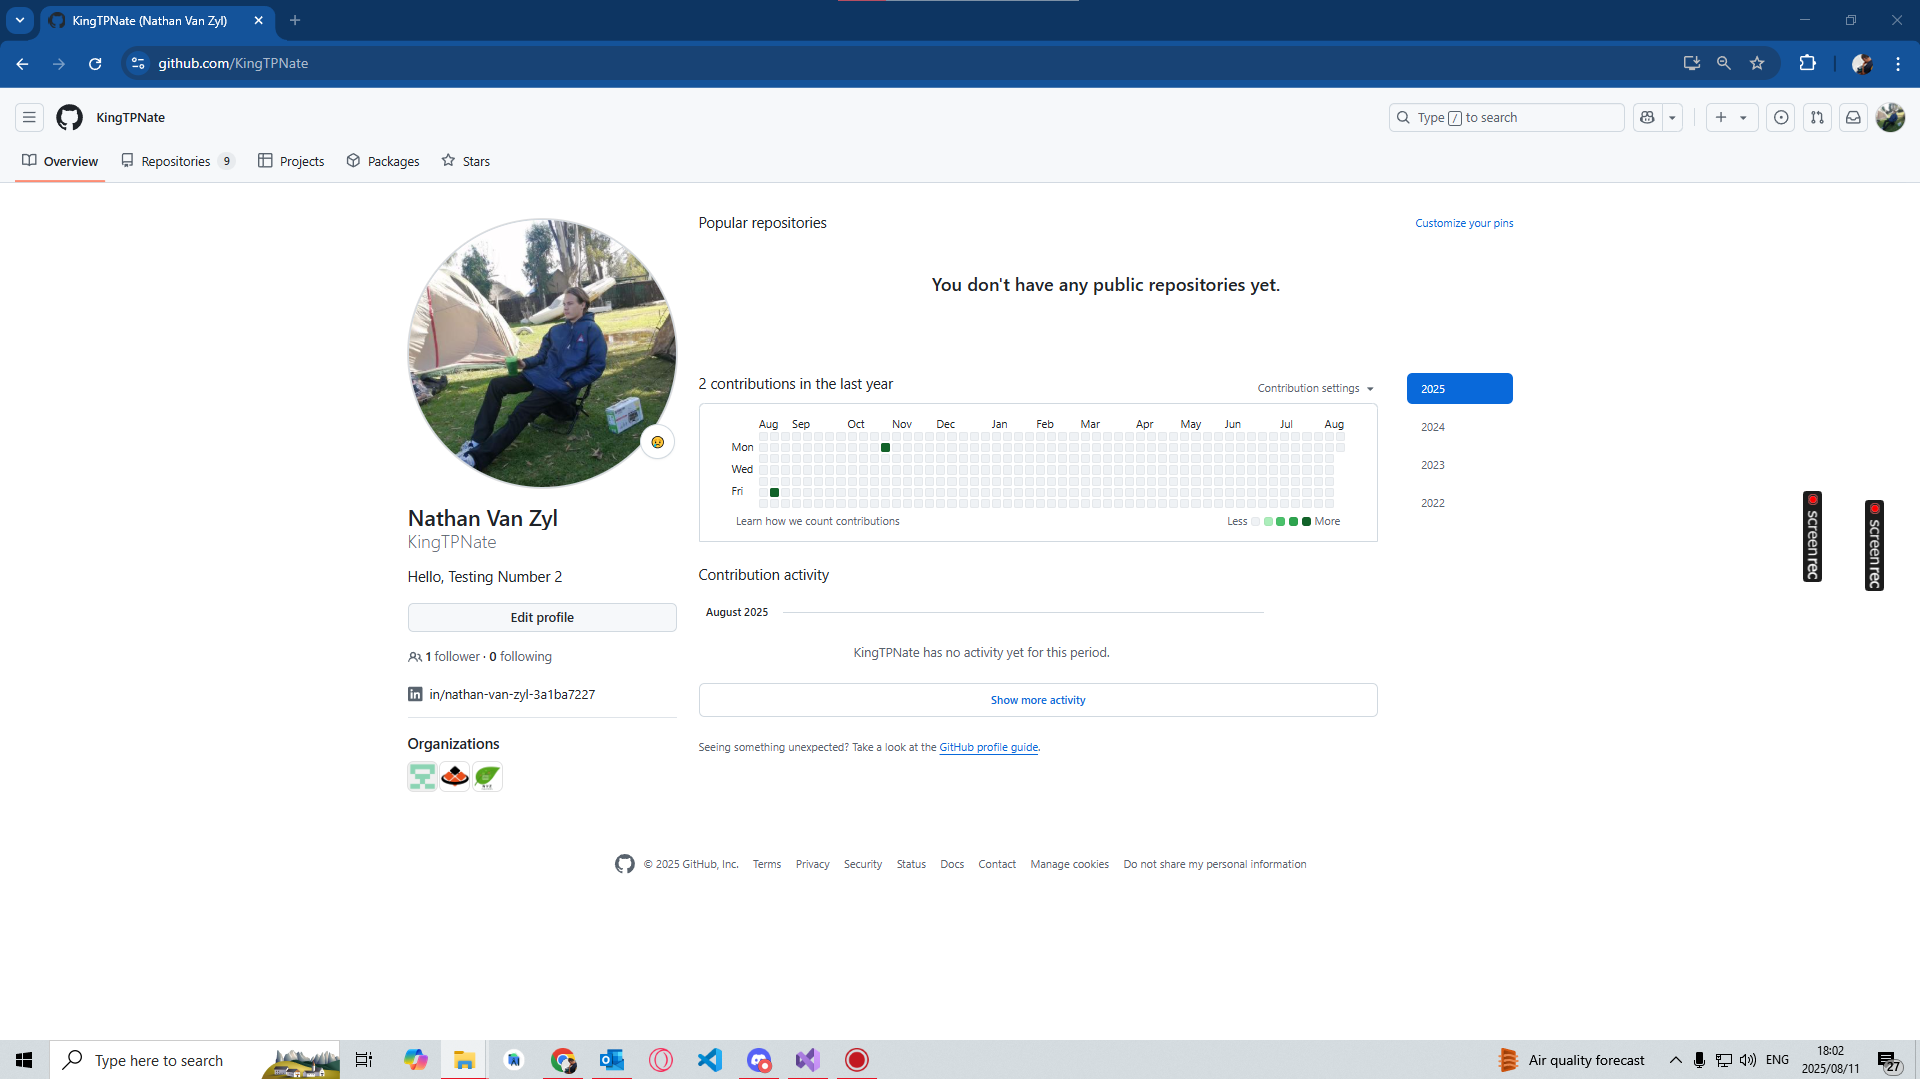 KingTPNate (Nathan Van Zyl)
github.com/KingTPNate
KingTPNate
Type / to search
Overview
Repositories 9
Projects
Packages
Stars
Popular repositories
Customize your pins
You don't have any public repositories yet.
2 contributions in the last year
Contribution settings
2025
2024
2023
2022
Aug Sep Oct Nov Dec Jan Feb Mar Apr May Jun Jul Aug
Mon
Wed
Fri
Learn how we count contributions
Less More
Nathan Van Zyl
KingTPNate
Hello, Testing Number 2
Edit profile
1 follower · 0 following
in/nathan-van-zyl-3a1ba7227
Organizations
Contribution activity
August 2025
KingTPNate has no activity yet for this period.
Show more activity
Seeing something unexpected? Take a look at the GitHub profile guide.
screenrec
screenrec
© 2025 GitHub, Inc. Terms Privacy Security Status Docs Contact Manage cookies Do not share my personal information
Type here to search
Air quality forecast
ENG
18:02
2025/08/11
27